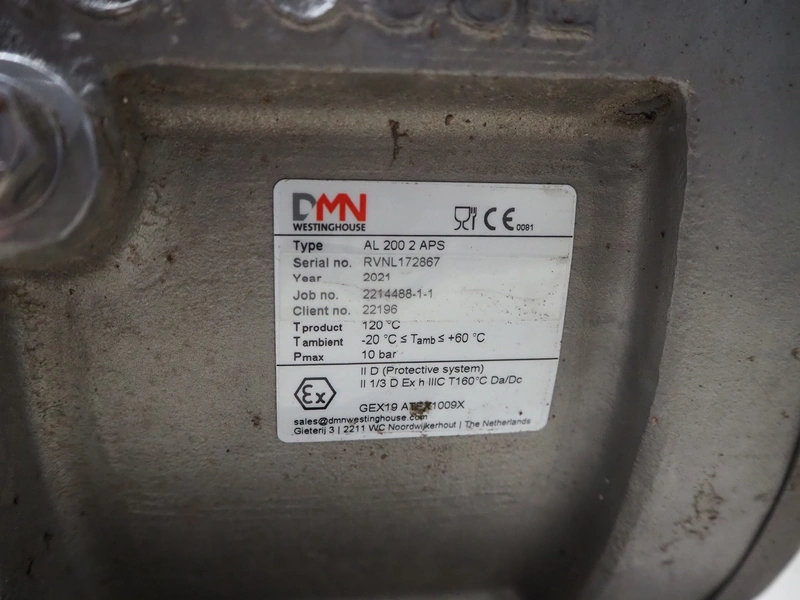 DMN
WESTINGHOUSE
CE 0081
Type AL 200 2 APS
Serial no. RVNL172867
Year 2021
Job no. 2214488-1-1
Client no. 22196
T product 120 °C
T ambient -20 °C ≤ Tamb ≤ +60 °C
Pmax 10 bar
II D (Protective system)
II 1/3 D Ex h IIIC T160°C Da/Dc
Ex
GEX19 ATEX1009X
sales@dmnwestinghouse.com
Gieterij 3 | 2211 WC Noordwijkerhout | The Netherlands